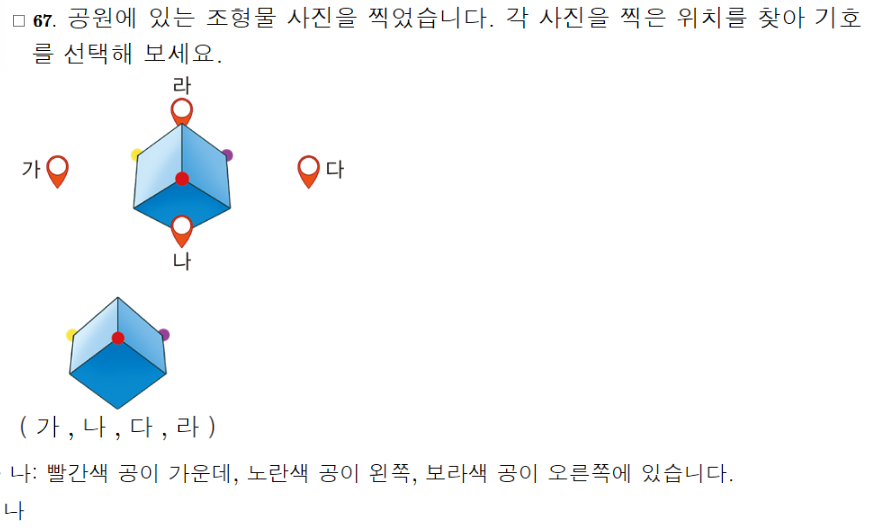 □ 67. 공원에 있는 조형물 사진을 찍었습니다. 각 사진을 찍은 위치를 찾아 기호
를 선택해 보세요.
라
가
다
나
( 가 , 나 , 다 , 라 )
나: 빨간색 공이 가운데, 노란색 공이 왼쪽, 보라색 공이 오른쪽에 있습니다.
나